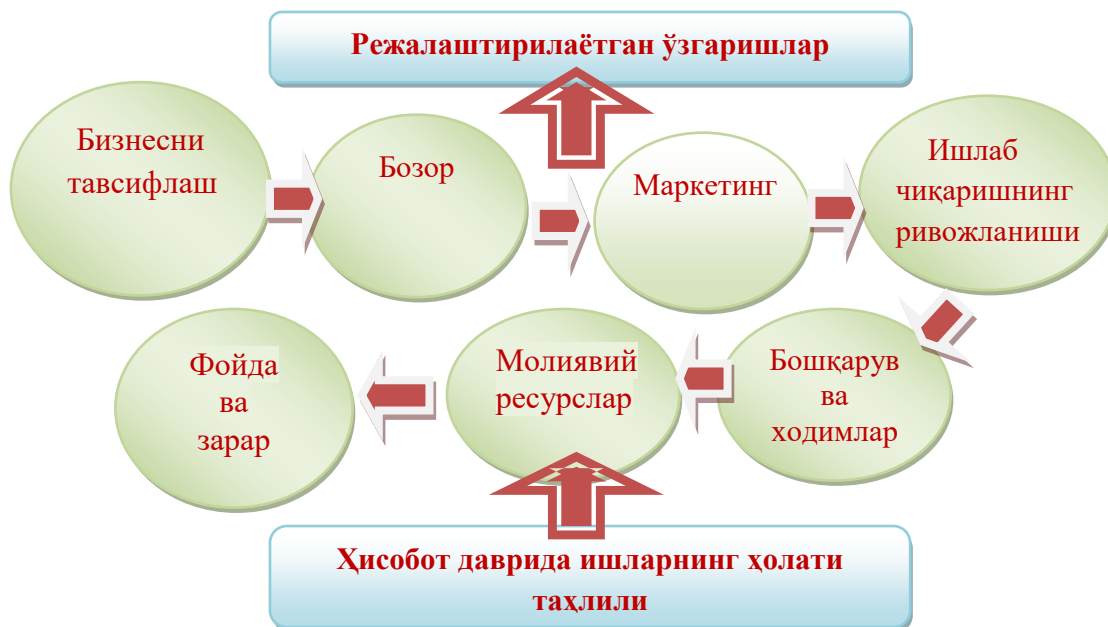 Режалаштирилаётган ўзгаришлар
Бизнесни
тавсифлаш
Бозор
Маркетинг
Ишлаб
чиқаришнинг
ривожланиши
Фойда
ва
зарар
Молиявий
ресурслар
Бошқарув
ва
ходимлар
Ҳисобот даврида ишларнинг ҳолати
таҳлили